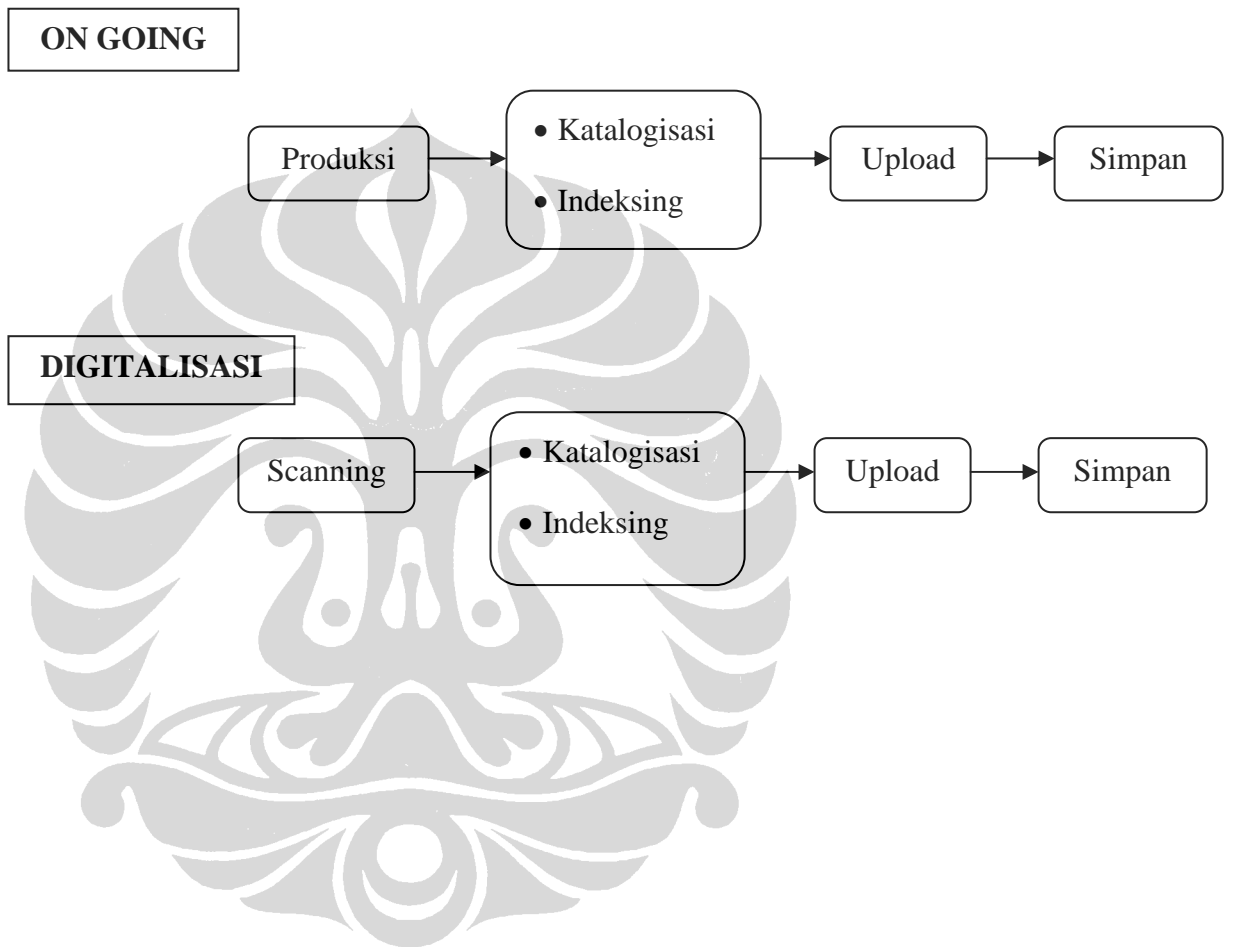 ON GOING
• Katalogisasi
Produksi
Upload
Simpan
• Indeksing
DIGITALISASI
• Katalogisasi
Scanning
Upload
Simpan
• Indeksing